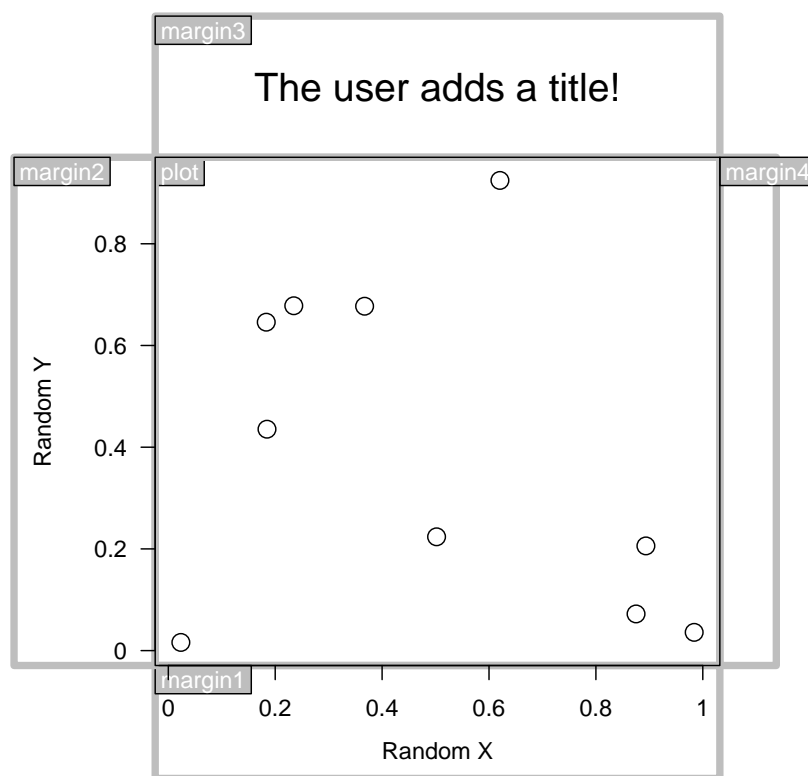 margin3
The user adds a title!
margin2
plot
margin4
0.8
0.6
Random Y
0.4
0.2
0
margin1
0 0.2 0.4 0.6 0.8 1
Random X